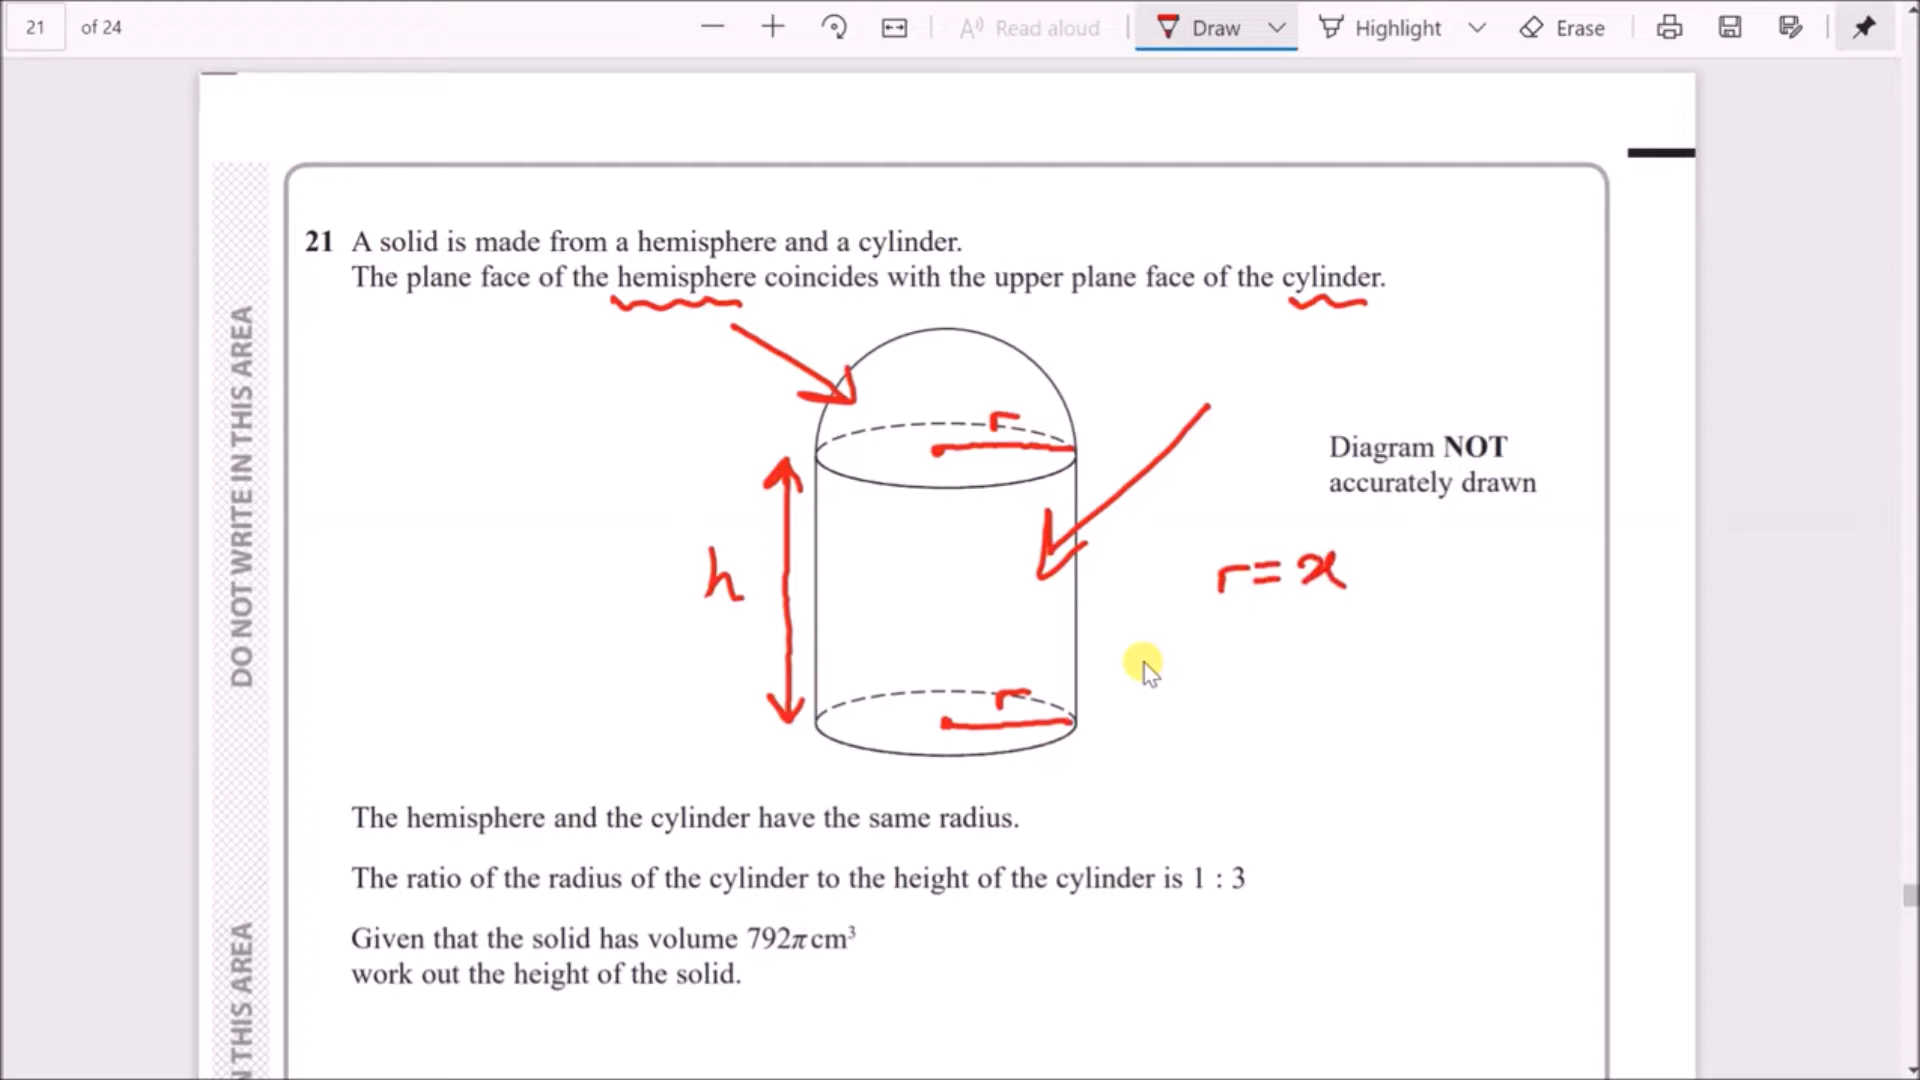 21 of 24 Read aloud Draw Highlight Erase
DO NOT WRITE IN THIS AREA
21 A solid is made from a hemisphere and a cylinder.
The plane face of the hemisphere coincides with the upper plane face of the cylinder.
r
Diagram NOT
accurately drawn
h
r = x
r
The hemisphere and the cylinder have the same radius.
The ratio of the radius of the cylinder to the height of the cylinder is 1 : 3
Given that the solid has volume 792π cm³
work out the height of the solid.
THIS AREA